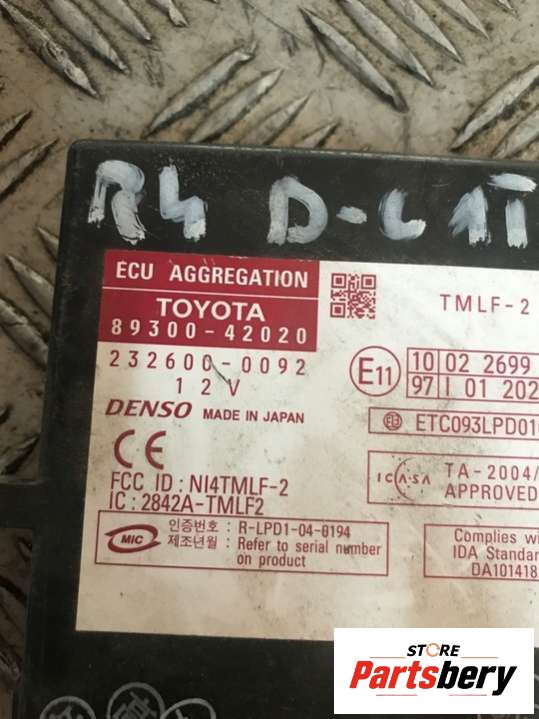 R4 D-4
ECU AGGREGATION
TOYOTA
89300-42020
232600-0092
12V
DENSO MADE IN JAPAN
CE
FCC ID : NI4TMLF-2
IC : 2842A-TMLF2
MIC
인증번호 : R-LPD1-04-0194
제조년월 : Refer to serial number
on product
TMLF-2
E11
10 02 2699
97 I 01 202
E13 ETC093LPD01
ICASA TA-2004/
APPROVED
Complies wi
IDA Standar
DA101418
STORE
Partsbery